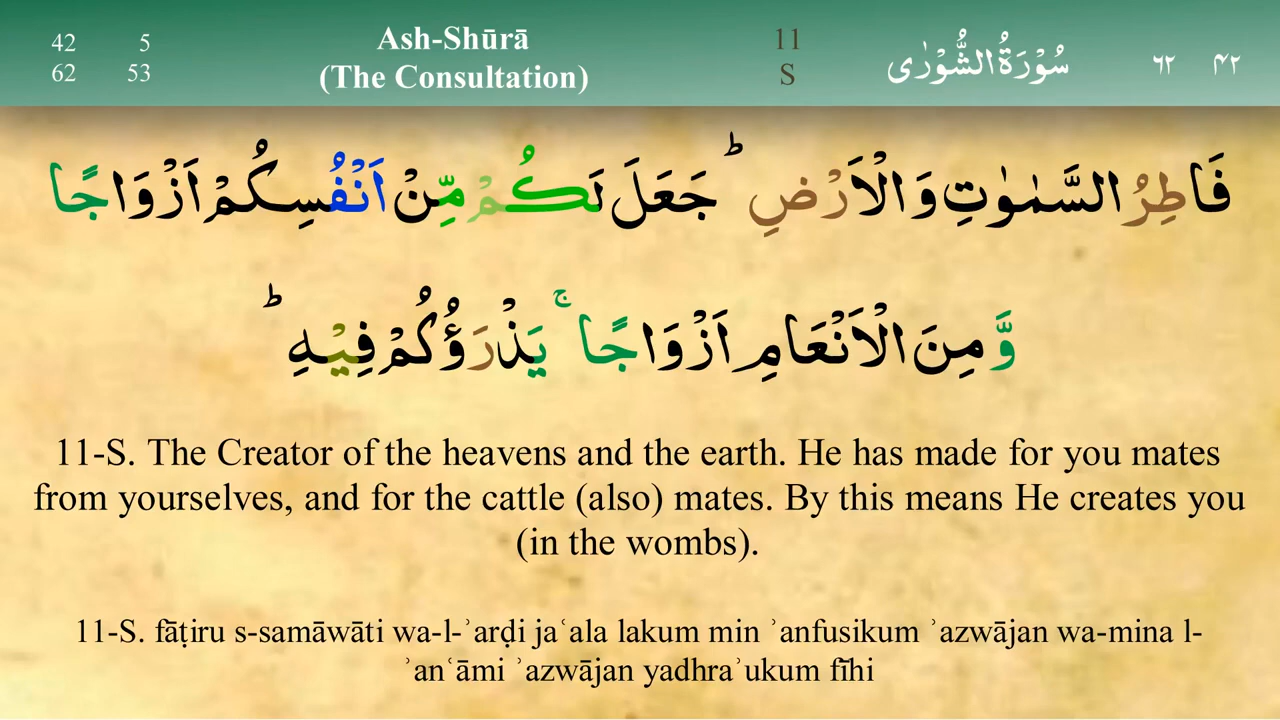 42 5 Ash-Shūrā 11 سُوْرَةُ الشُّوْرٰى ٦٢ ٤٢
62 53 (The Consultation) S
فَاطِرُ السَّمٰوٰتِ وَالْاَرْضِ ؕ جَعَلَ لَكُمْ مِّنْ اَنْفُسِكُمْ اَزْوَاجًا
وَّمِنَ الْاَنْعَامِ اَزْوَاجًا ۚ يَذْرَؤُكُمْ فِيْهِ ؕ
11-S. The Creator of the heavens and the earth. He has made for you mates
from yourselves, and for the cattle (also) mates. By this means He creates you
(in the wombs).
11-S. fāṭiru s-samāwāti wa-l-ʾarḍi jaʿala lakum min ʾanfusikum ʾazwājan wa-mina l-
ʾanʿāmi ʾazwājan yadhraʾukum fīhi